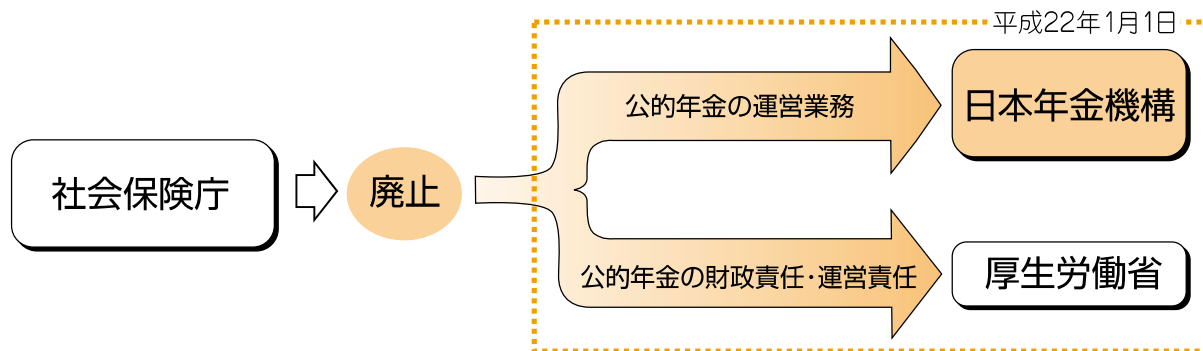 平成22年1月1日
社会保険庁
廃止
公的年金の運営業務
日本年金機構
公的年金の財政責任・運営責任
厚生労働省